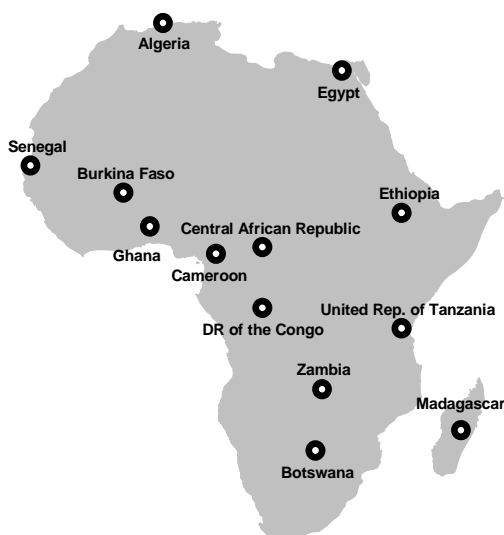 Algeria
Egypt
Senegal
Burkina Faso
Ethiopia
Central African Republic
Ghana
Cameroon
United Rep. of Tanzania
DR of the Congo
Zambia
Madagascar
Botswana